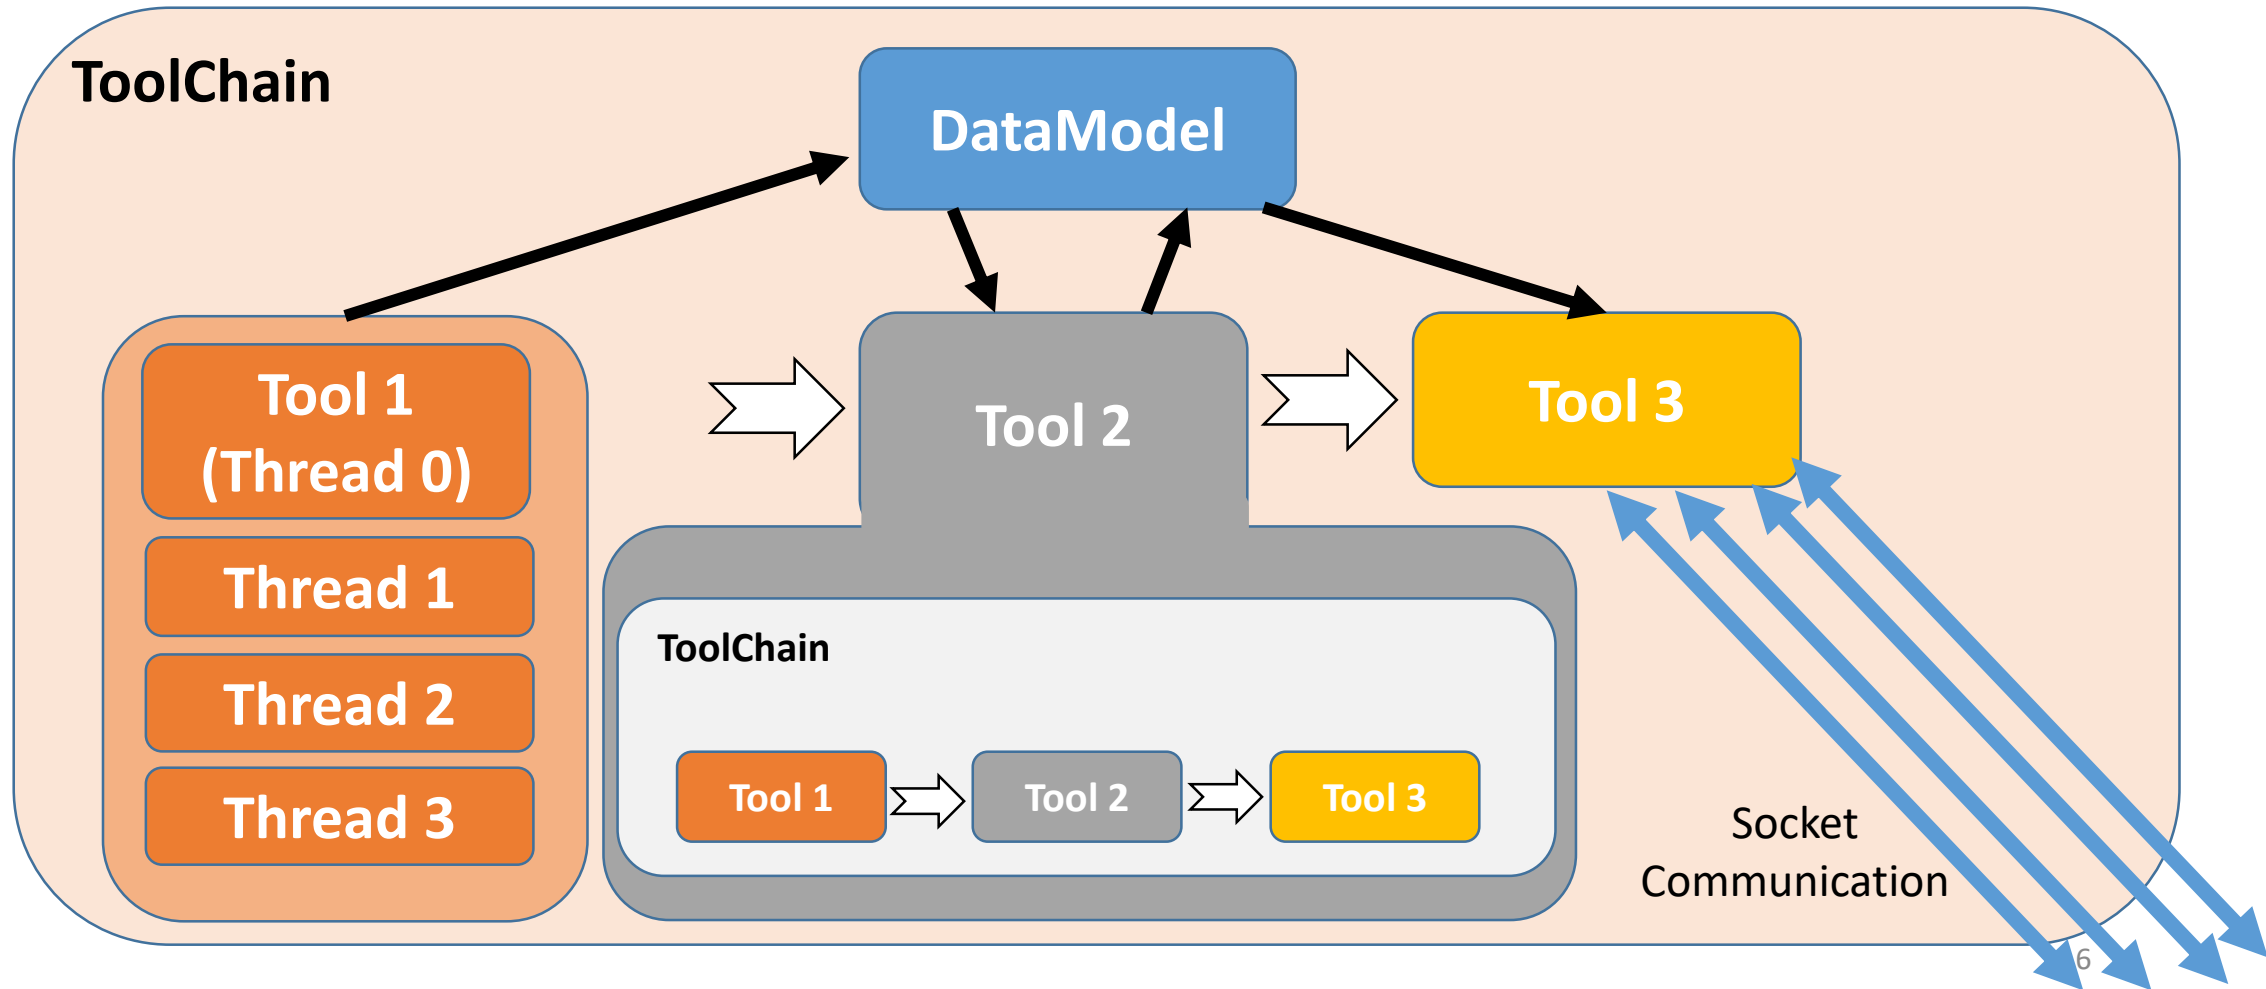 ToolChain
DataModel
Tool 1
(Thread 0)
Thread 1
Thread 2
Thread 3
Tool 2
Tool 3
ToolChain
Tool 1
Tool 2
Tool 3
Socket
Communication
6